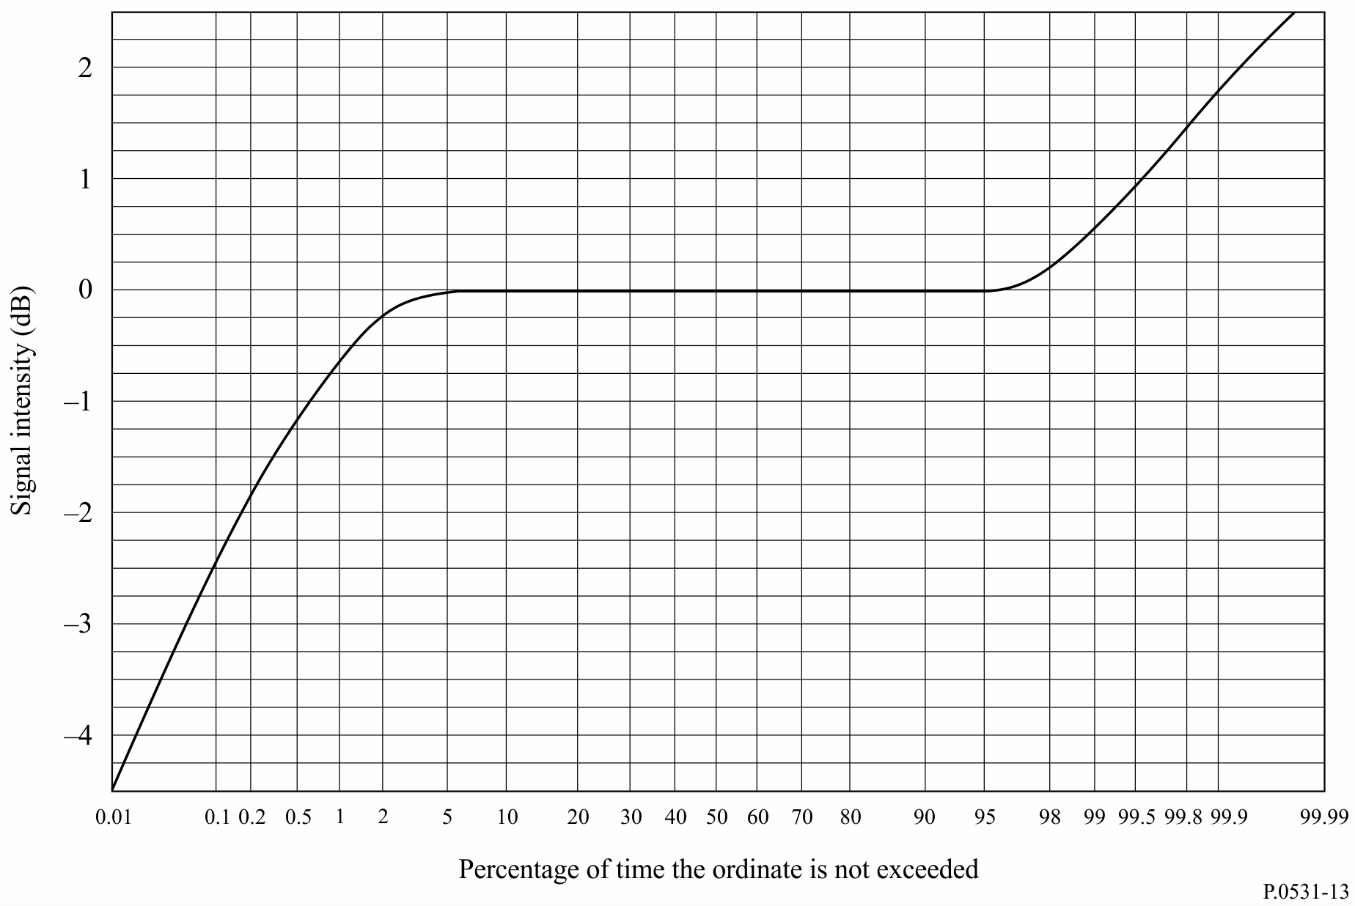 2
1
0
–1
–2
–3
–4
Signal intensity (dB)
0.01 0.1 0.2 0.5 1 2 5 10 20 30 40 50 60 70 80 90 95 98 99 99.5 99.8 99.9 99.99
Percentage of time the ordinate is not exceeded
P.0531-13